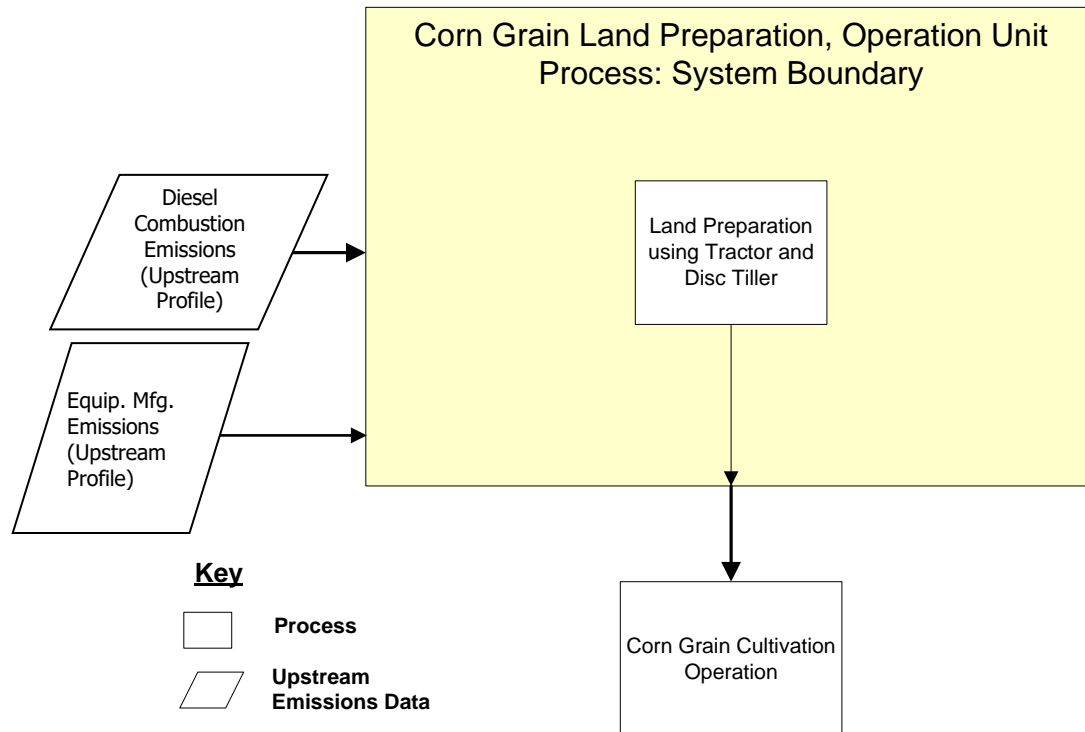 Corn Grain Land Preparation, Operation Unit
Process: System Boundary
Diesel
Combustion
Emissions
(Upstream
Profile)
Land Preparation
using Tractor and
Disc Tiller
Equip. Mfg.
Emissions
(Upstream
Profile)
Key
Process
Upstream
Emissions Data
Corn Grain Cultivation
Operation